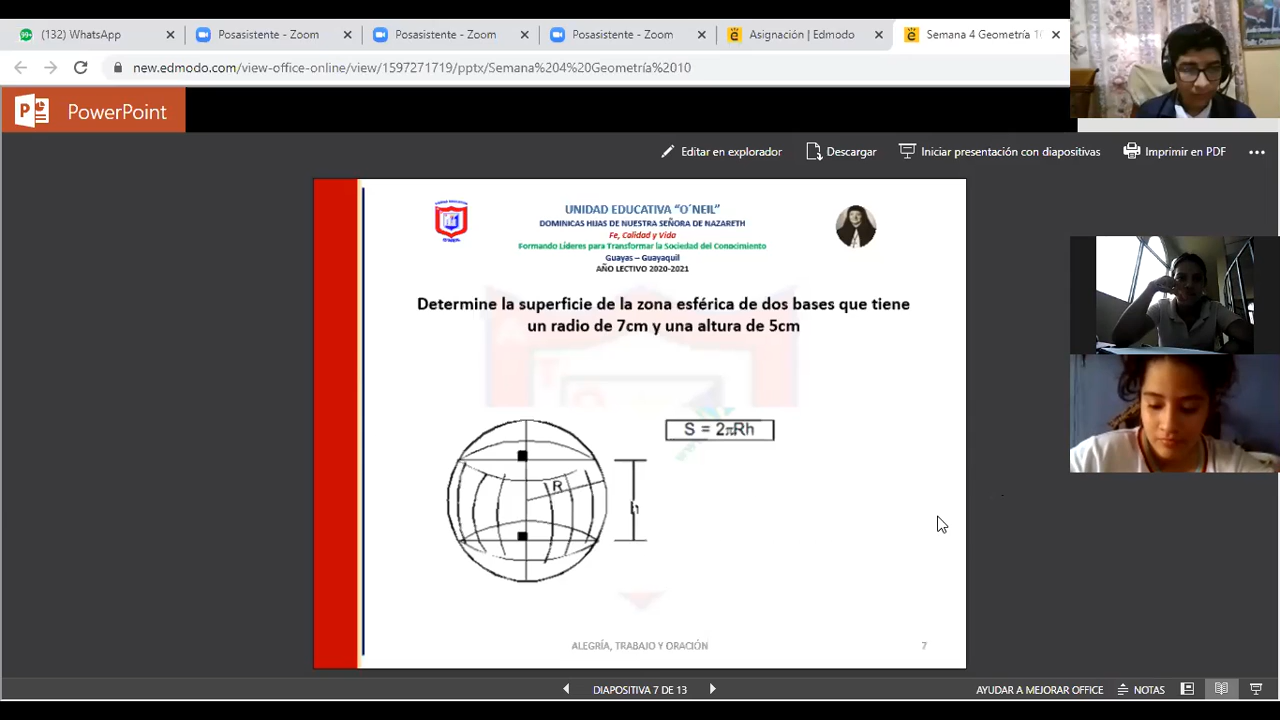 (132) WhatsApp
Posasistente - Zoom
Posasistente - Zoom
Posasistente - Zoom
Asignación | Edmodo
Semana 4 Geometría 10
new.edmodo.com/view-office-online/view/1597271719/pptx/Semana%204%20Geometría%2010
PowerPoint
Editar en explorador
Descargar
Iniciar presentación con diapositivas
Imprimir en PDF
UNIDAD EDUCATIVA "O´NEIL"
DOMINICAS HIJAS DE NUESTRA SEÑORA DE NAZARETH
Fe, Calidad y Vida
Formando Líderes para Transformar la Sociedad del Conocimiento
Guayas – Guayaquil
AÑO LECTIVO 2020-2021
Determine la superficie de la zona esférica de dos bases que tiene
un radio de 7cm y una altura de 5cm
S = 2πRh
R
h
ALEGRÍA, TRABAJO Y ORACIÓN
7
DIAPOSITIVA 7 DE 13
AYUDAR A MEJORAR OFFICE
NOTAS